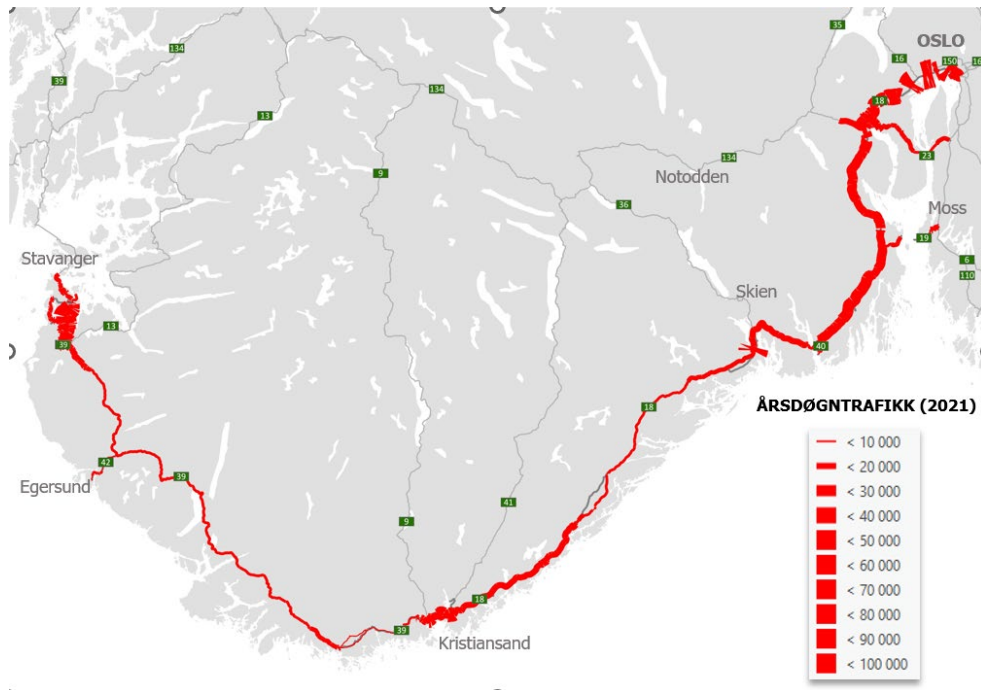 35
134
OSLO
39
16
150
16
134
18
13
134
23
9
Notodden
36
Moss
19
Stavanger
6
110
Skien
13
39
40
ÅRSDØGNTRAFIKK (2021)
18
< 10 000
42
< 20 000
39
Egersund
< 30 000
41
< 40 000
9
< 50 000
< 60 000
< 70 000
18
< 80 000
39
Kristiansand
< 90 000
< 100 000